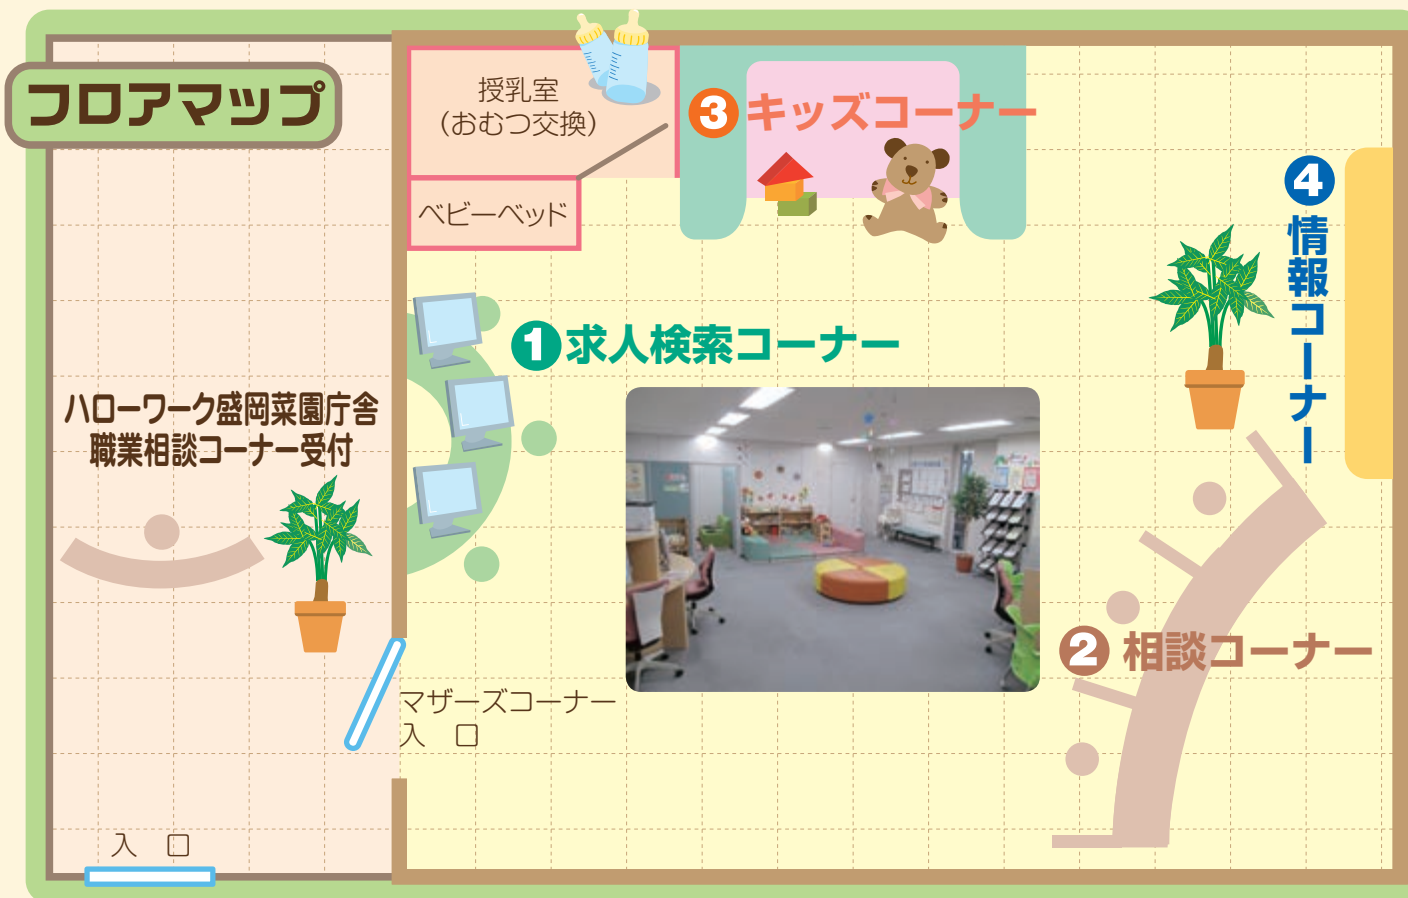 フロアマップ
授乳室
(おむつ交換)
ベビーベッド
3 キッズコーナー
4 情報コーナー
1 求人検索コーナー
ハローワーク盛岡菜園庁舎
職業相談コーナー受付
2 相談コーナー
マザーズコーナー
入 口
入 口